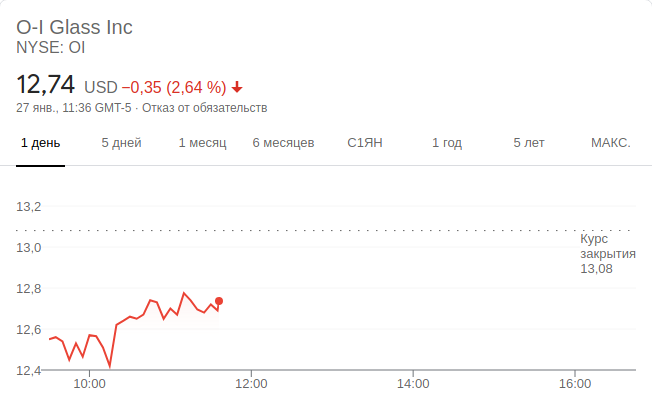 O-I Glass Inc
NYSE: OI
12,74 USD −0,35 (2,64 %)
27 янв., 11:36 GMT-5 · Отказ от обязательств
1 день 5 дней 1 месяц 6 месяцев С1ЯН 1 год 5 лет МАКС.
13,2
13,0
12,8
12,6
12,4
Курс
закрытия
13,08
10:00 12:00 14:00 16:00